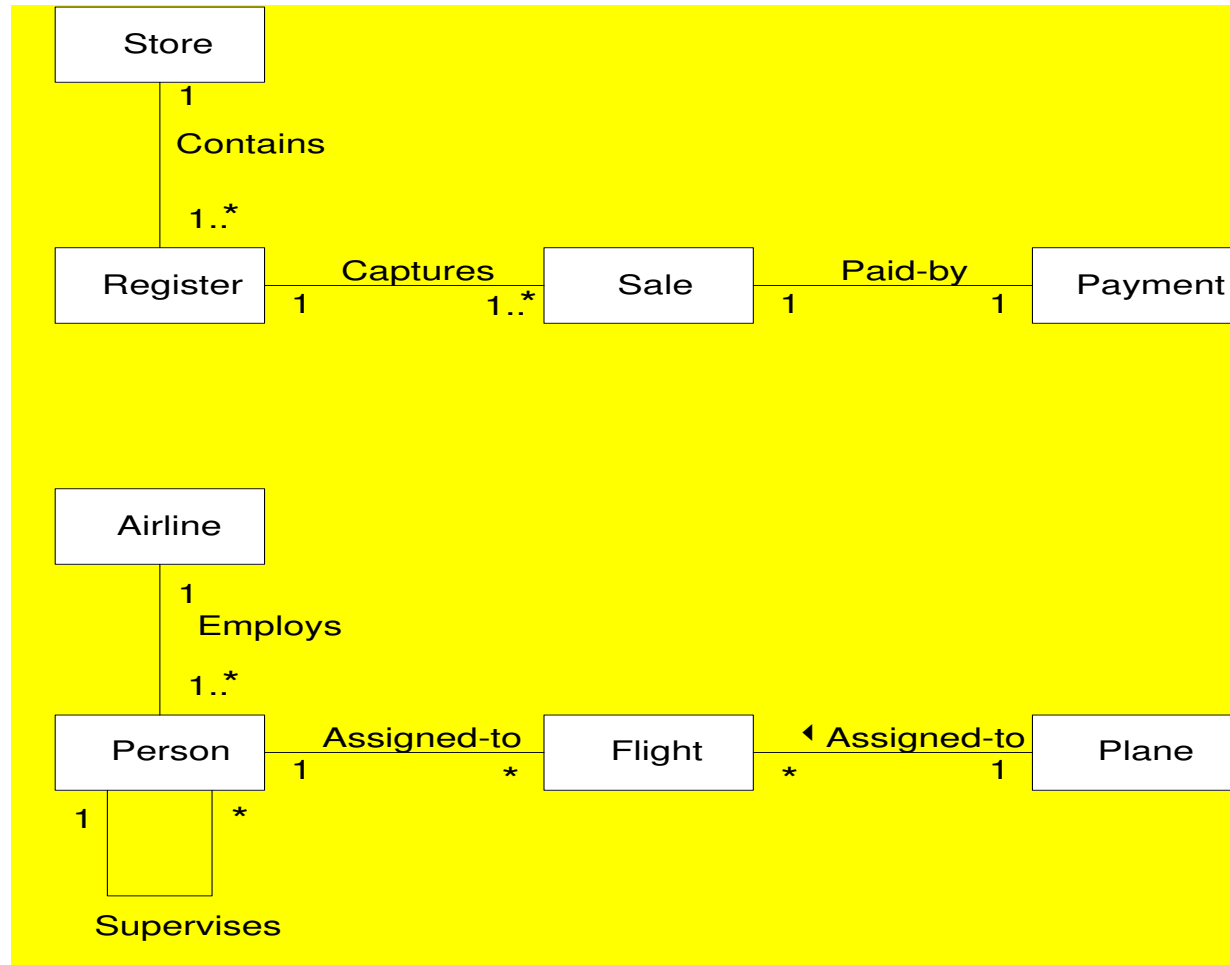 Store
1
Contains
1..*
Register
Captures
1
1..*
Sale
Paid-by
1
1
Payment
Airline
1
Employs
1..*
Person
Assigned-to
1
*
Flight
Assigned-to
*
1
Plane
1
*
Supervises